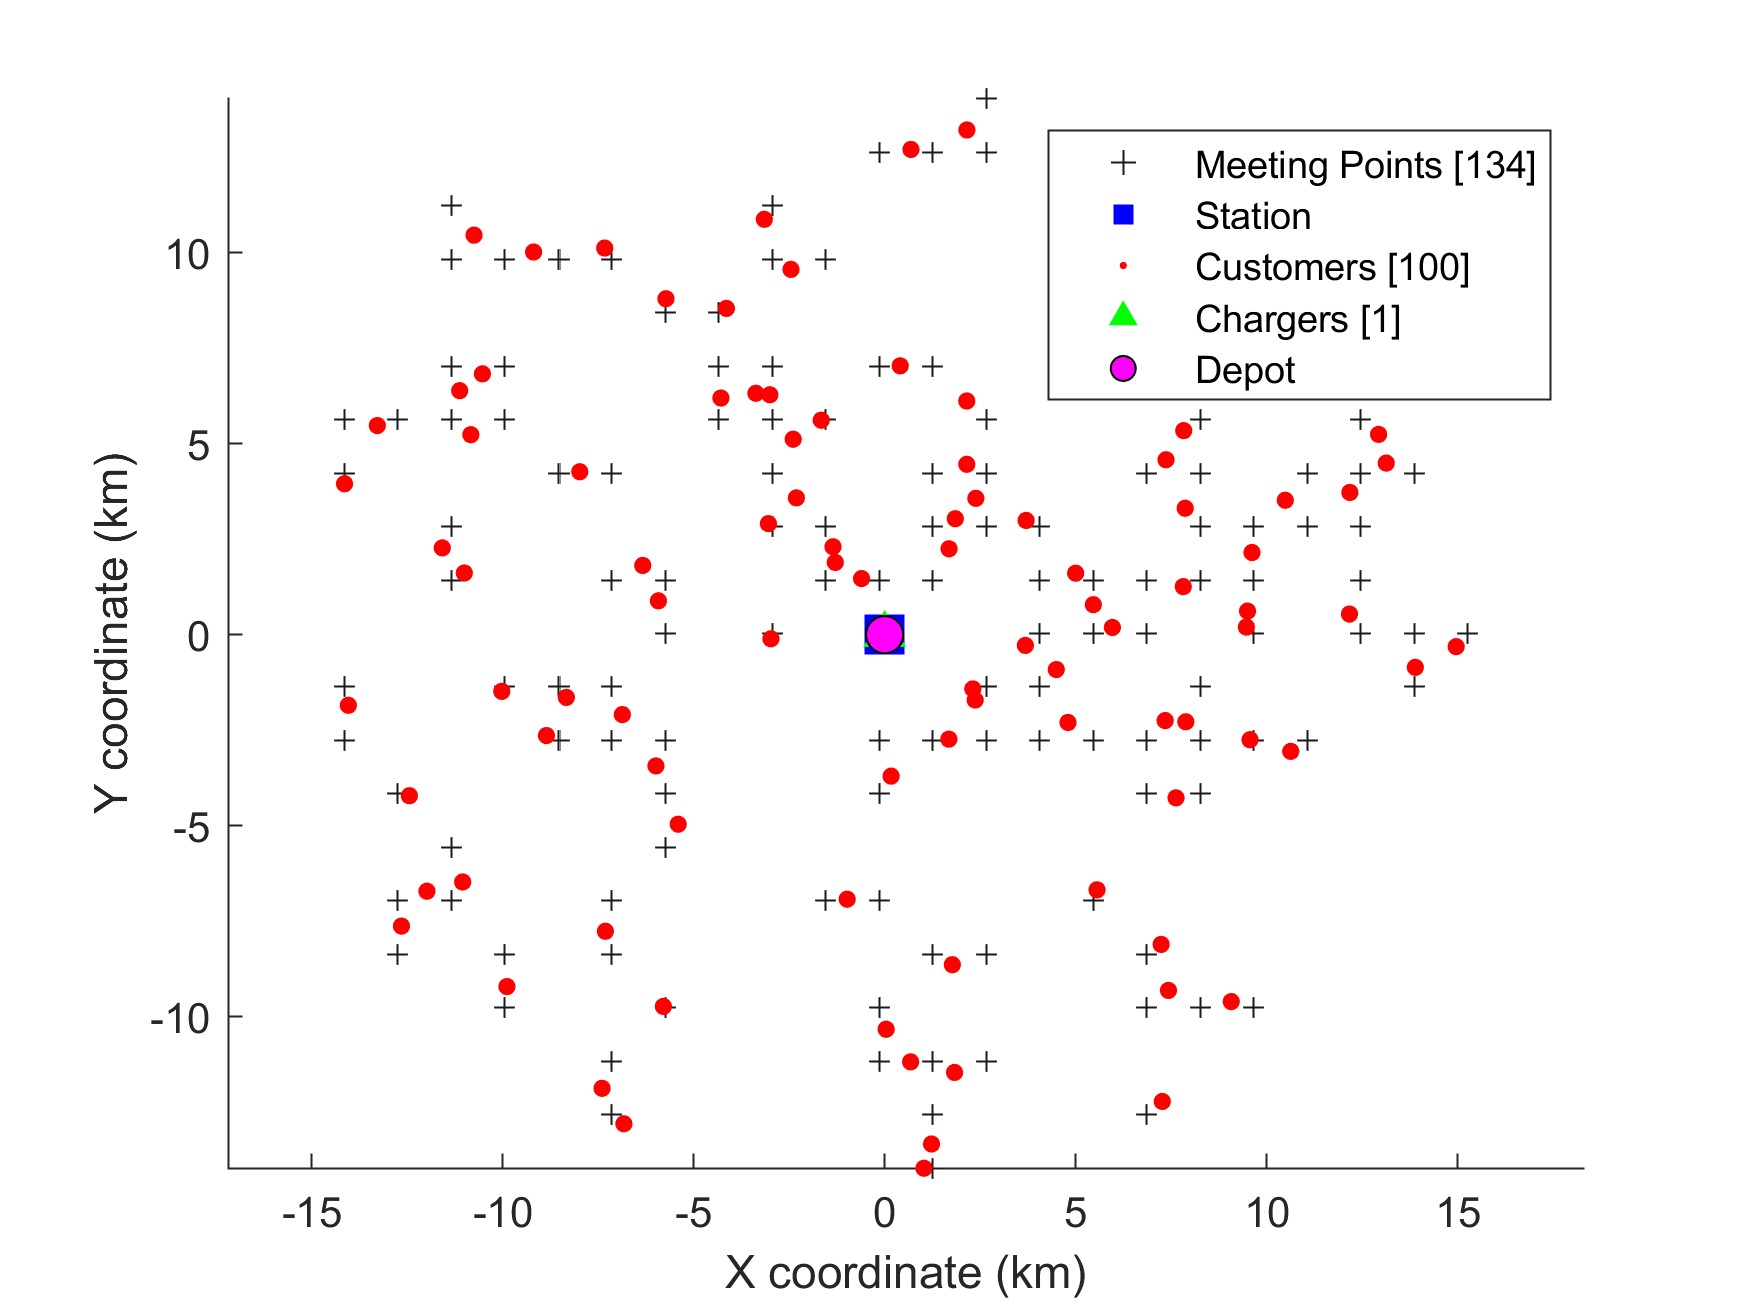 Meeting Points [134]
Station
Customers [100]
Chargers [1]
Depot
10
5
0
-5
-10
Y coordinate (km)
-15
-10
-5
0
5
10
15
X coordinate (km)